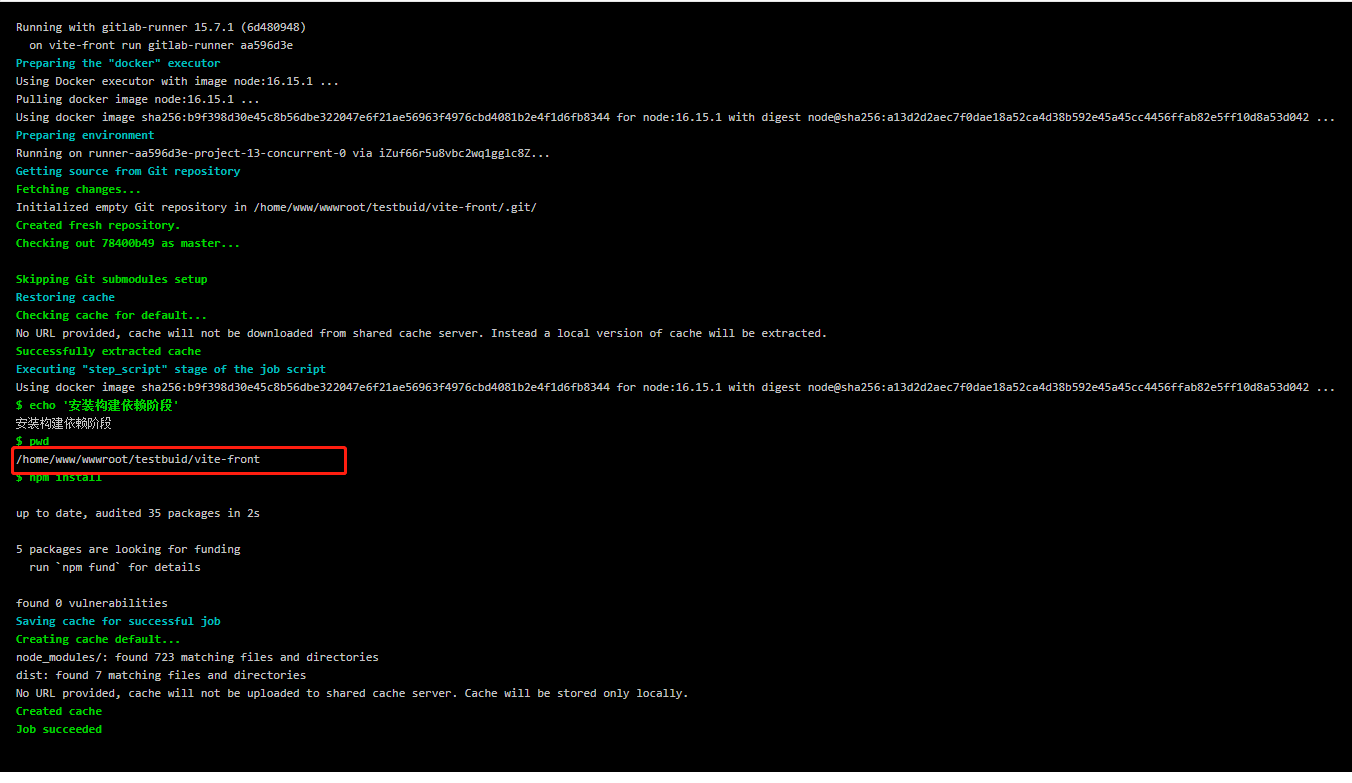 Running with gitlab-runner 15.7.1 (6d480948)
on vite-front run gitlab-runner aa596d3e
Preparing the "docker" executor
Using Docker executor with image node:16.15.1 ...
Pulling docker image node:16.15.1 ...
Using docker image sha256:b9f398d30e45c8b56dbe322047e6f21ae56963f4976cbd4081b2e4f1d6fb8344 for node:16.15.1 with digest node@sha256:a13d2d2aec7f0dae18a52ca4d38b592e45a45cc4456ffab82e5ff10d8a53d042 ...
Preparing environment
Running on runner-aa596d3e-project-13-concurrent-0 via iZuf66r5u8vbc2wq1gglc8Z...
Getting source from Git repository
Fetching changes...
Initialized empty Git repository in /home/www/wwwroot/testbuid/vite-front/.git/
Created fresh repository.
Checking out 78400b49 as master...
Skipping Git submodules setup
Restoring cache
Checking cache for default...
No URL provided, cache will not be downloaded from shared cache server. Instead a local version of cache will be extracted.
Successfully extracted cache
Executing "step_script" stage of the job script
Using docker image sha256:b9f398d30e45c8b56dbe322047e6f21ae56963f4976cbd4081b2e4f1d6fb8344 for node:16.15.1 with digest node@sha256:a13d2d2aec7f0dae18a52ca4d38b592e45a45cc4456ffab82e5ff10d8a53d042 ...
$ echo '安装构建依赖阶段'
安装构建依赖阶段
$ pwd
/home/www/wwwroot/testbuid/vite-front
$ npm install
up to date, audited 35 packages in 2s
5 packages are looking for funding
run `npm fund` for details
found 0 vulnerabilities
Saving cache for successful job
Creating cache default...
node_modules/: found 723 matching files and directories
dist: found 7 matching files and directories
No URL provided, cache will not be uploaded to shared cache server. Cache will be stored only locally.
Created cache
Job succeeded